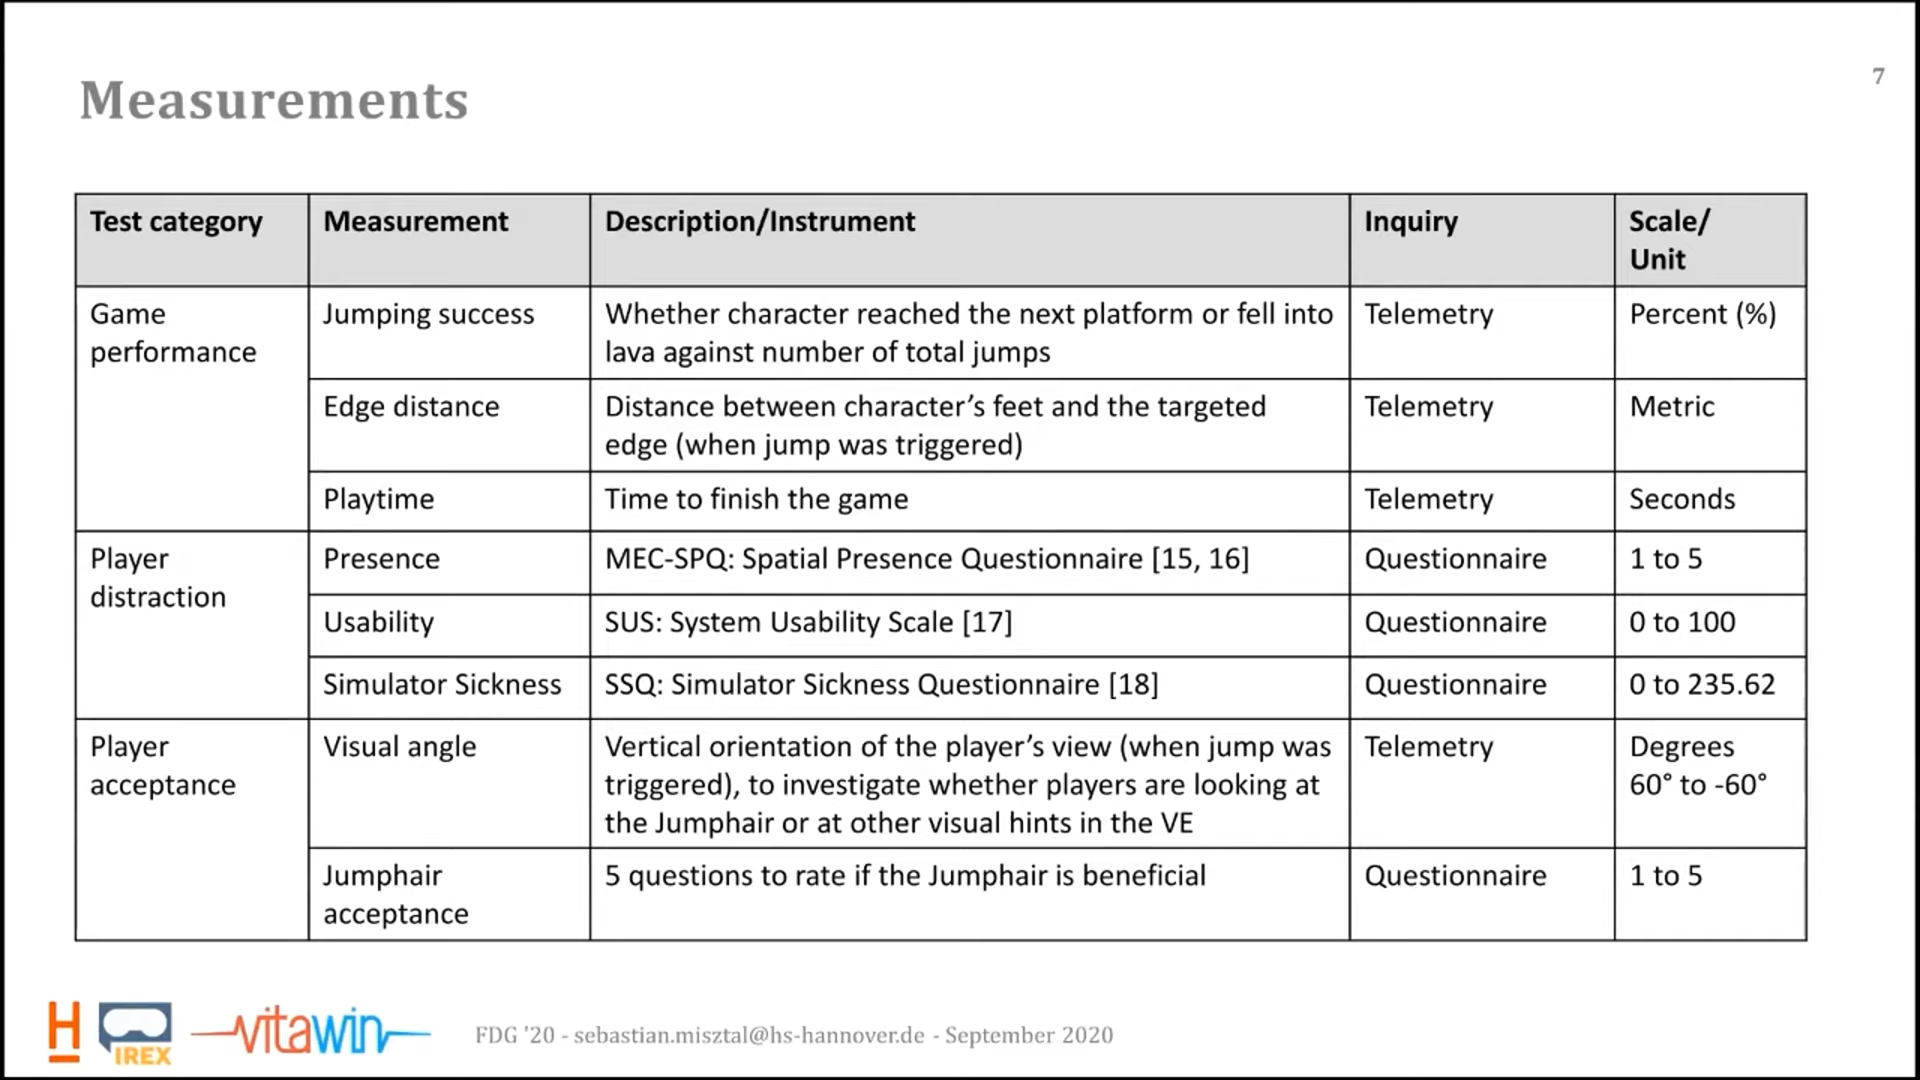 Measurements
7
Test category
Measurement
Description/Instrument
Inquiry
Scale/
Unit
Game
performance
Jumping success
Whether character reached the next platform or fell into
lava against number of total jumps
Telemetry
Percent (%)
Edge distance
Distance between character’s feet and the targeted
edge (when jump was triggered)
Telemetry
Metric
Playtime
Time to finish the game
Telemetry
Seconds
Player
distraction
Presence
MEC-SPQ: Spatial Presence Questionnaire [15, 16]
Questionnaire
1 to 5
Usability
SUS: System Usability Scale [17]
Questionnaire
0 to 100
Simulator Sickness
SSQ: Simulator Sickness Questionnaire [18]
Questionnaire
0 to 235.62
Player
acceptance
Visual angle
Vertical orientation of the player’s view (when jump was
triggered), to investigate whether players are looking at
the Jumphair or at other visual hints in the VE
Telemetry
Degrees
60° to -60°
Jumphair
acceptance
5 questions to rate if the Jumphair is beneficial
Questionnaire
1 to 5
H
IREX
vitawin
FDG '20 - sebastian.misztal@hs-hannover.de - September 2020